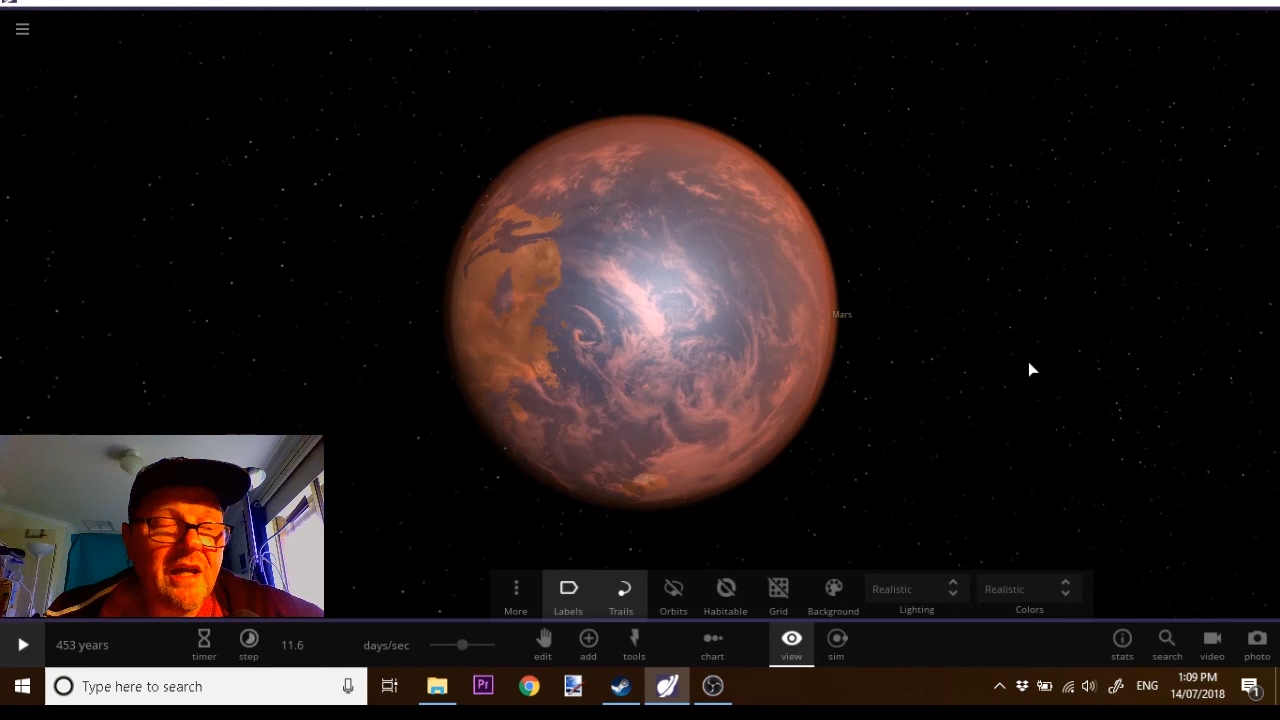 Mars
More
Labels
Trails
Orbits
Habitable
Grid
Background
Realistic
Lighting
Realistic
Colors
453 years
timer
step
11.6
days/sec
edit
add
tools
chart
view
sim
stats
search
video
photo
Type here to search
Pr
ENG
1:09 PM
14/07/2018
1